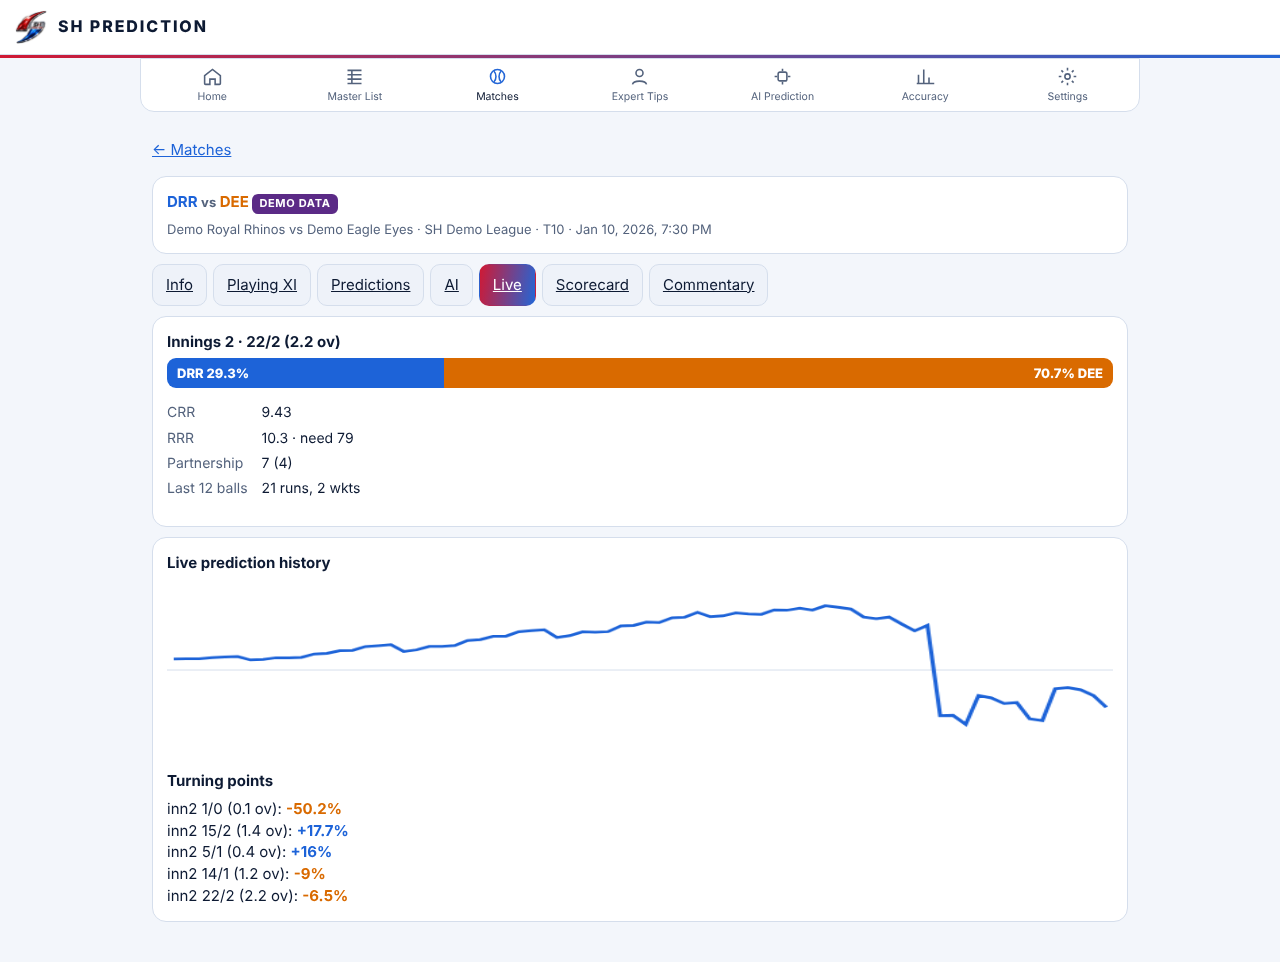 SH PREDICTION
Home
Master List
Matches
Expert Tips
AI Prediction
Accuracy
Settings
← Matches
DRR vs DEE DEMO DATA
Demo Royal Rhinos vs Demo Eagle Eyes · SH Demo League · T10 · Jan 10, 2026, 7:30 PM
Info
Playing XI
Predictions
AI
Live
Scorecard
Commentary
Innings 2 · 22/2 (2.2 ov)
DRR 29.3%
70.7% DEE
CRR 9.43
RRR 10.3 · need 79
Partnership 7 (4)
Last 12 balls 21 runs, 2 wkts
Live prediction history
Turning points
inn2 1/0 (0.1 ov): -50.2%
inn2 15/2 (1.4 ov): +17.7%
inn2 5/1 (0.4 ov): +16%
inn2 14/1 (1.2 ov): -9%
inn2 22/2 (2.2 ov): -6.5%